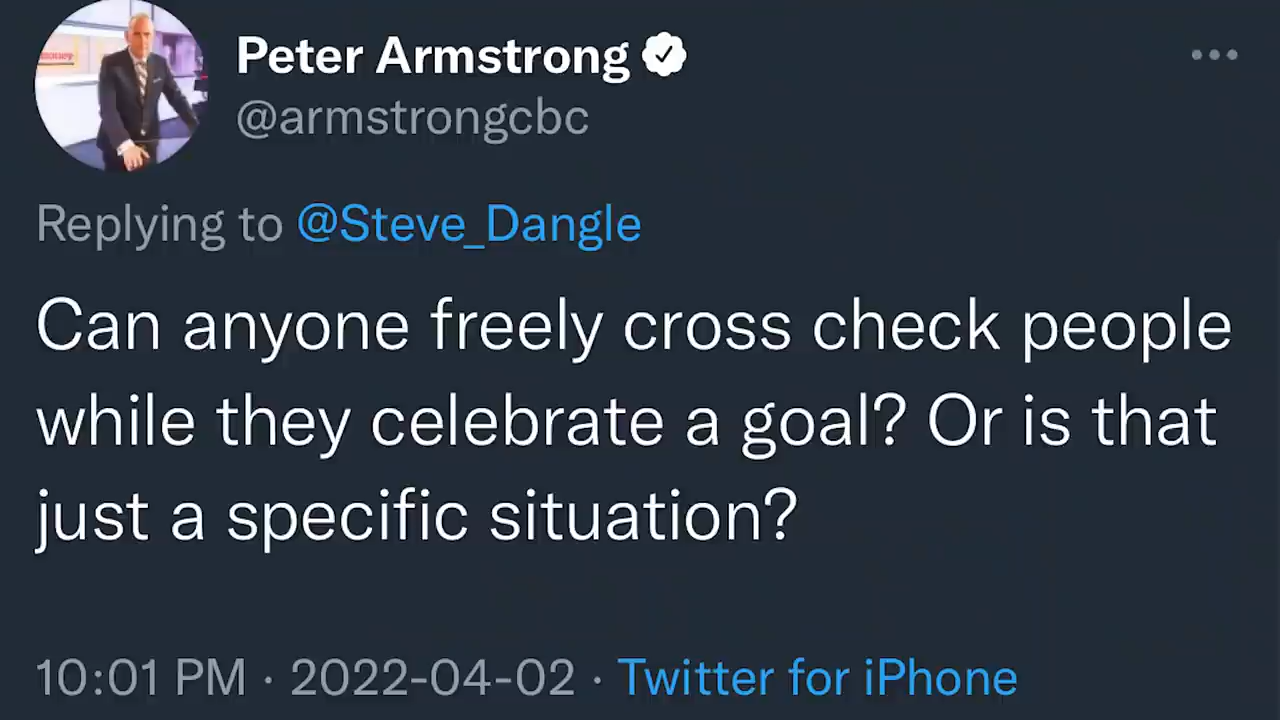 Peter Armstrong
@armstrongcbc
Replying to @Steve_Dangle
Can anyone freely cross check people
while they celebrate a goal? Or is that
just a specific situation?
10:01 PM · 2022-04-02 · Twitter for iPhone